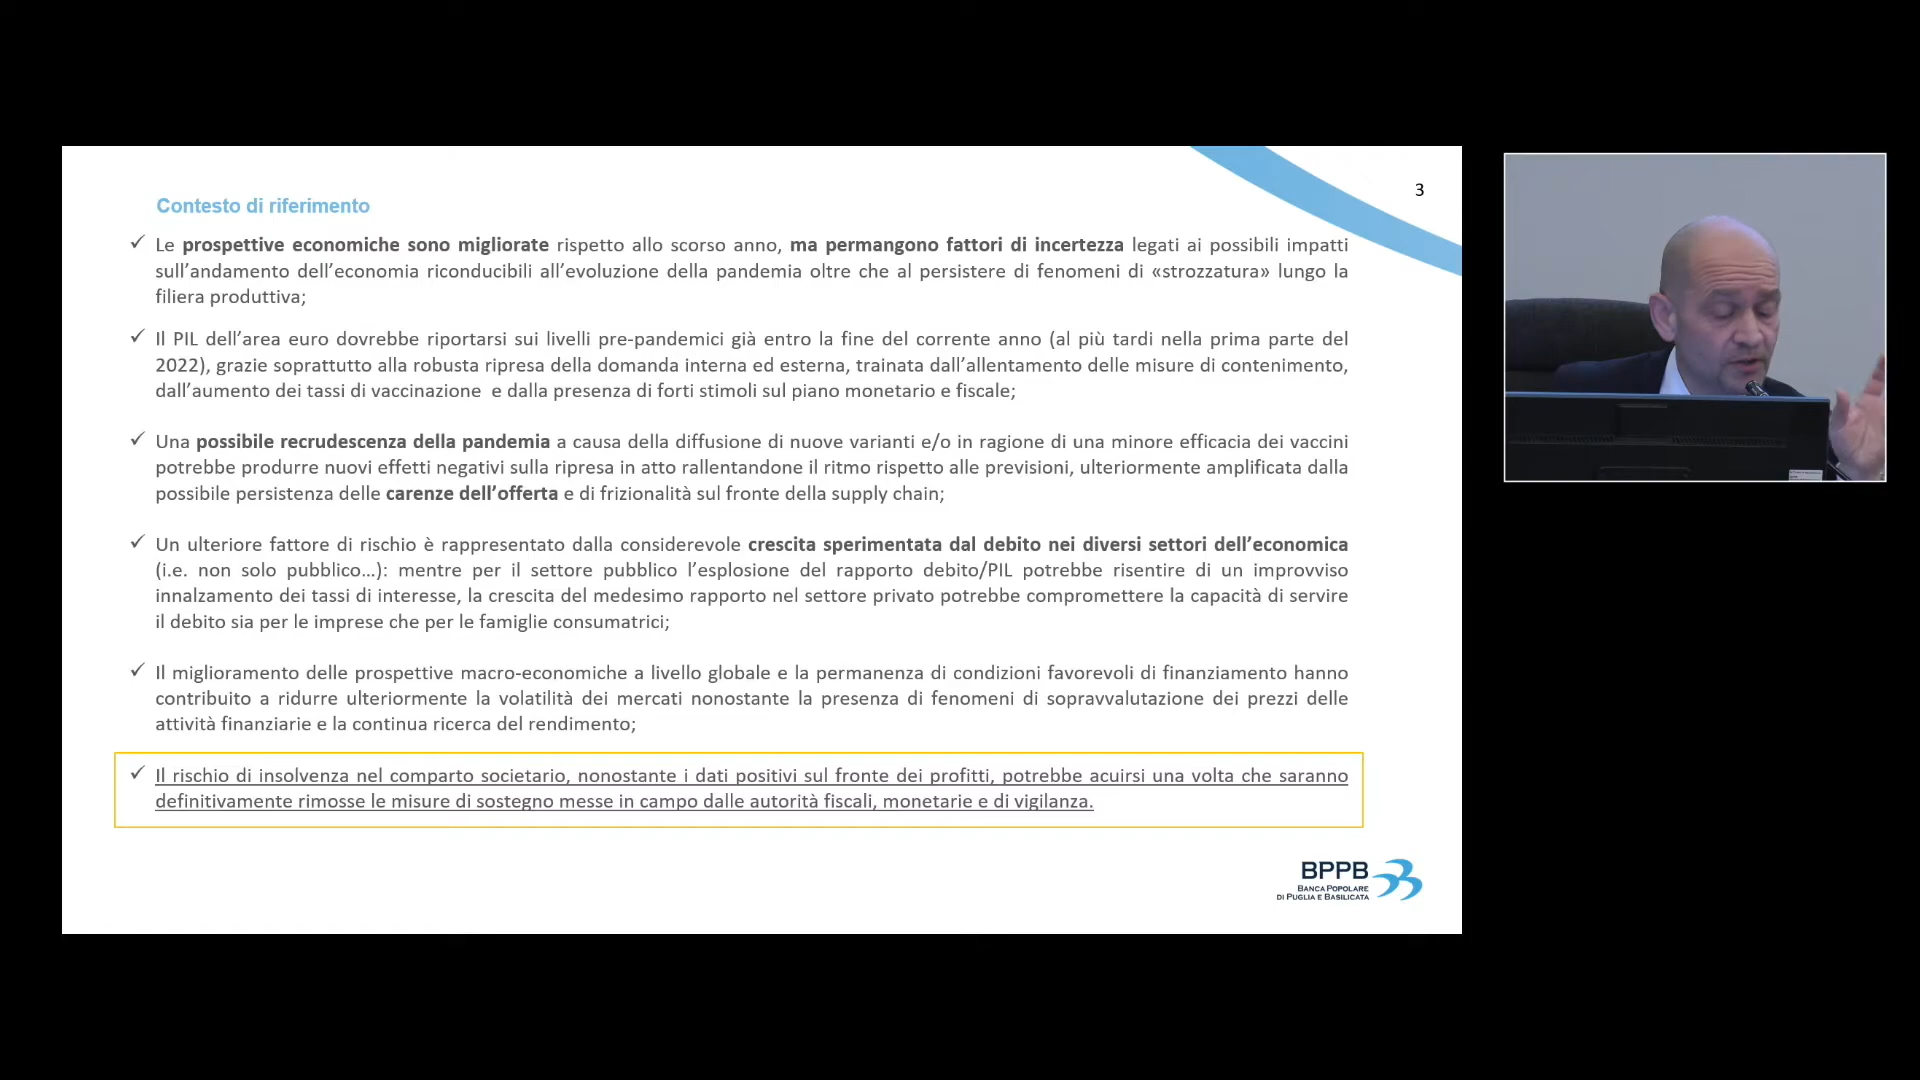 3
Contesto di riferimento
✓ Le prospettive economiche sono migliorate rispetto allo scorso anno, ma permangono fattori di incertezza legati ai possibili impatti
sull’andamento dell’economia riconducibili all’evoluzione della pandemia oltre che al persistere di fenomeni di «strozzatura» lungo la
filiera produttiva;
✓ Il PIL dell’area euro dovrebbe riportarsi sui livelli pre-pandemici già entro la fine del corrente anno (al più tardi nella prima parte del
2022), grazie soprattutto alla robusta ripresa della domanda interna ed esterna, trainata dall’allentamento delle misure di contenimento,
dall’aumento dei tassi di vaccinazione e dalla presenza di forti stimoli sul piano monetario e fiscale;
✓ Una possibile recrudescenza della pandemia a causa della diffusione di nuove varianti e/o in ragione di una minore efficacia dei vaccini
potrebbe produrre nuovi effetti negativi sulla ripresa in atto rallentandone il ritmo rispetto alle previsioni, ulteriormente amplificata dalla
possibile persistenza delle carenze dell’offerta e di frizionalità sul fronte della supply chain;
✓ Un ulteriore fattore di rischio è rappresentato dalla considerevole crescita sperimentata dal debito nei diversi settori dell’economica
(i.e. non solo pubblico…): mentre per il settore pubblico l’esplosione del rapporto debito/PIL potrebbe risentire di un improvviso
innalzamento dei tassi di interesse, la crescita del medesimo rapporto nel settore privato potrebbe compromettere la capacità di servire
il debito sia per le imprese che per le famiglie consumatrici;
✓ Il miglioramento delle prospettive macro-economiche a livello globale e la permanenza di condizioni favorevoli di finanziamento hanno
contribuito a ridurre ulteriormente la volatilità dei mercati nonostante la presenza di fenomeni di sopravvalutazione dei prezzi delle
attività finanziarie e la continua ricerca del rendimento;
✓ Il rischio di insolvenza nel comparto societario, nonostante i dati positivi sul fronte dei profitti, potrebbe acuirsi una volta che saranno
definitivamente rimosse le misure di sostegno messe in campo dalle autorità fiscali, monetarie e di vigilanza.
BPPB
BANCA POPOLARE
DI PUGLIA E BASILICATA